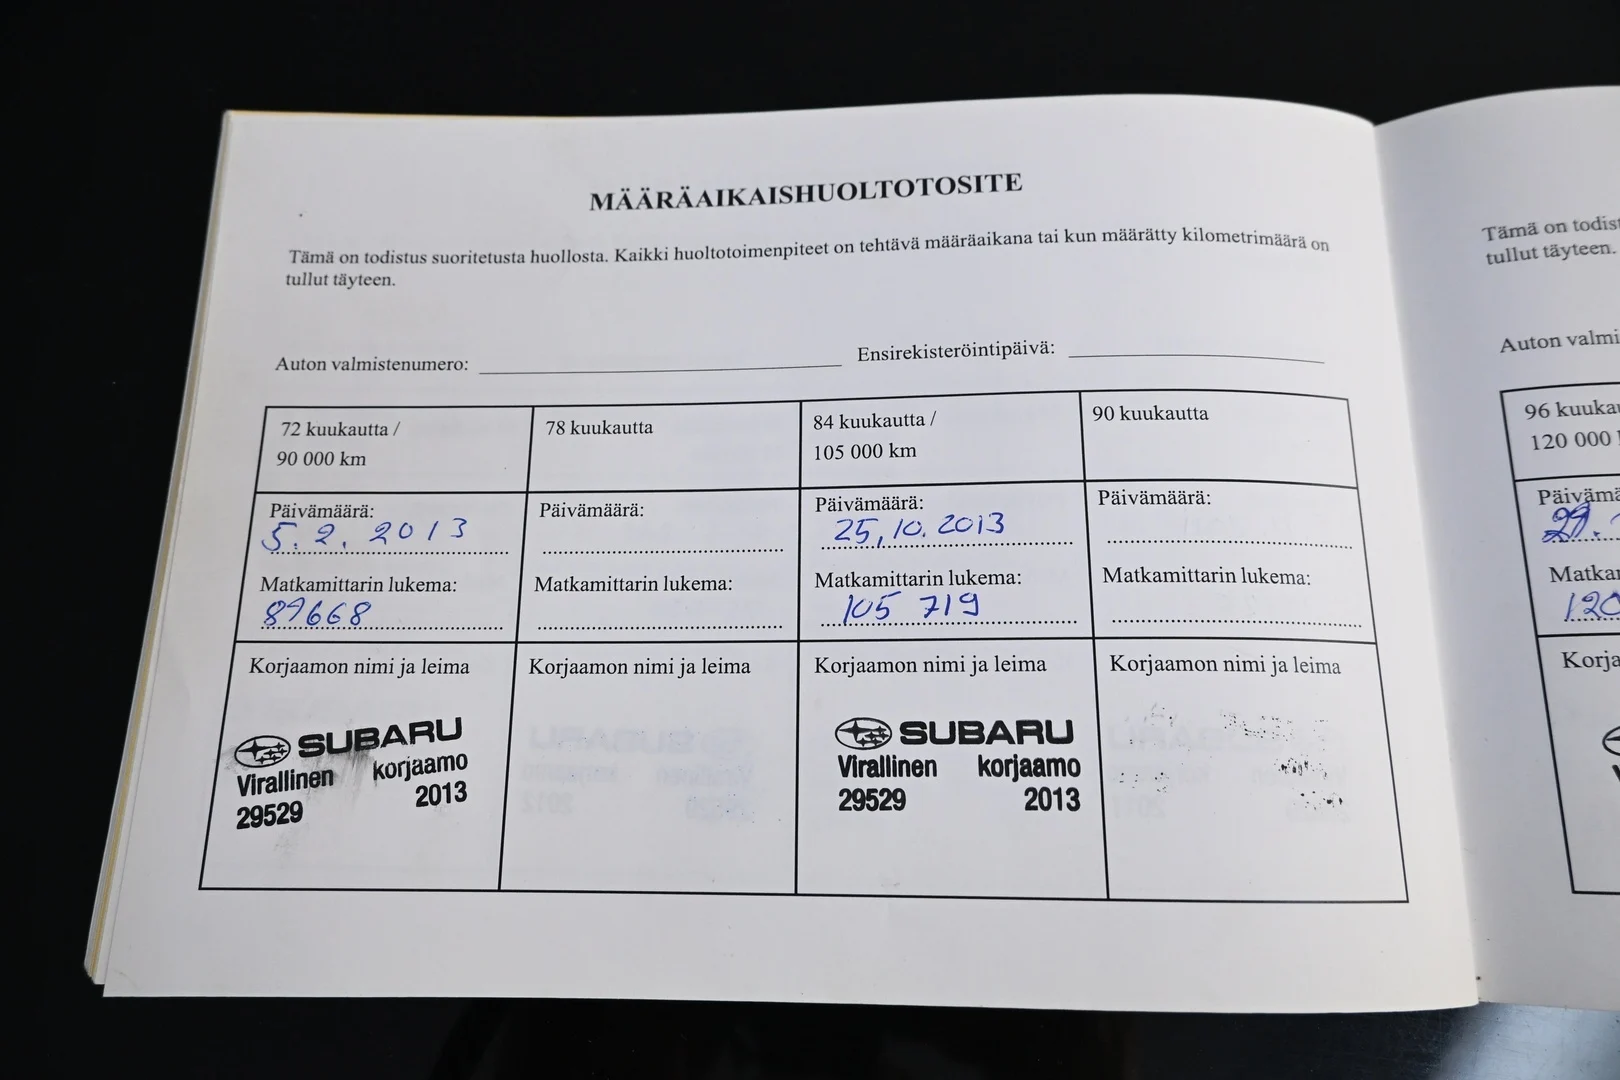 MÄÄRÄAIKAISHUOLTOTOSITE
Tämä on todistus suoritetusta huollosta. Kaikki huoltotoimenpiteet on tehtävä määräaikana tai kun määrätty kilometrimäärä on
tullut täyteen.
Auton valmistenumero:
Ensirekisteröintipäivä:
72 kuukautta /
90 000 km
Päivämäärä:
5.2.2013
Matkamittarin lukema:
89668
Korjaamon nimi ja leima
SUBARU
Virallinen korjaamo
29529 2013
78 kuukautta
Päivämäärä:
Matkamittarin lukema:
Korjaamon nimi ja leima
84 kuukautta /
105 000 km
Päivämäärä:
25,10.2013
Matkamittarin lukema:
105 719
Korjaamon nimi ja leima
SUBARU
Virallinen korjaamo
29529 2013
90 kuukautta
Päivämäärä:
Matkamittarin lukema:
Korjaamon nimi ja leima
Tämä on todist
tullut täyteen.
Auton valmi
96 kuukau
120 000
Päivämä
Matkar
120
Korja